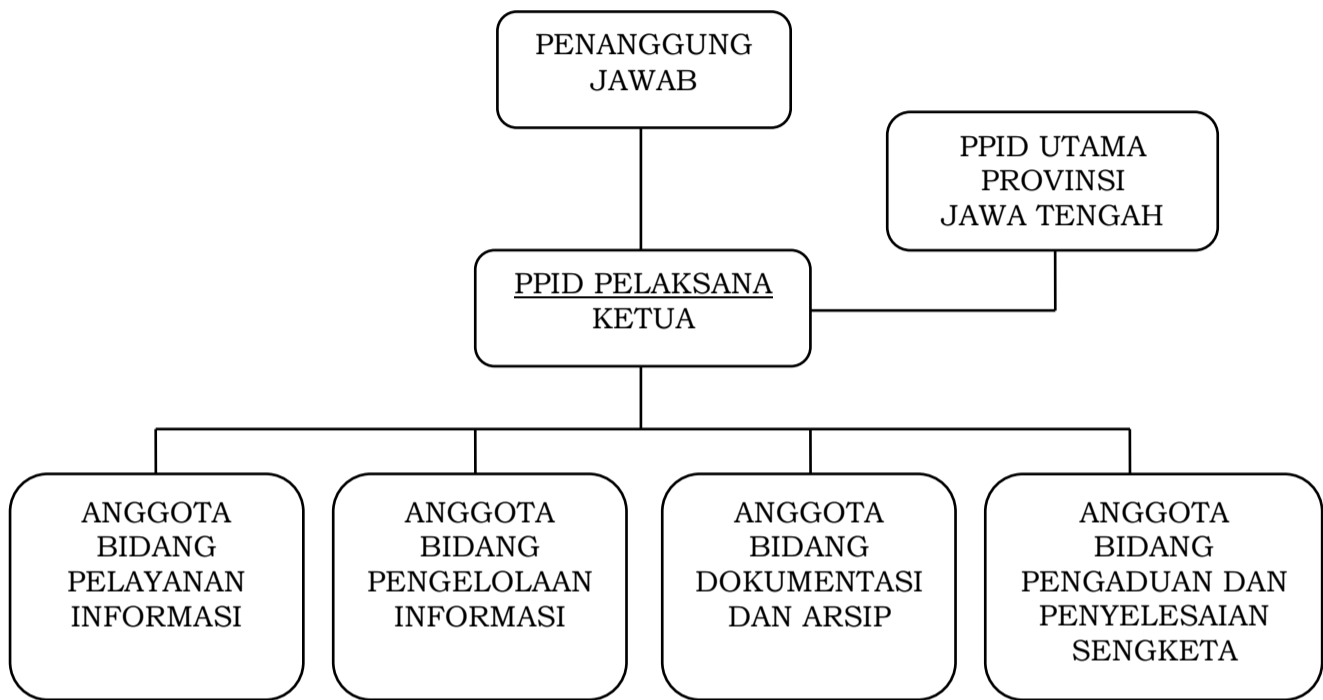 PENANGGUNG
JAWAB
PPID UTAMA
PROVINSI
JAWA TENGAH
PPID PELAKSANA
KETUA
ANGGOTA
BIDANG
PELAYANAN
INFORMASI
ANGGOTA
BIDANG
PENGELOLAAN
INFORMASI
ANGGOTA
BIDANG
DOKUMENTASI
DAN ARSIP
ANGGOTA
BIDANG
PENGADUAN DAN
PENYELESAIAN
SENGKETA